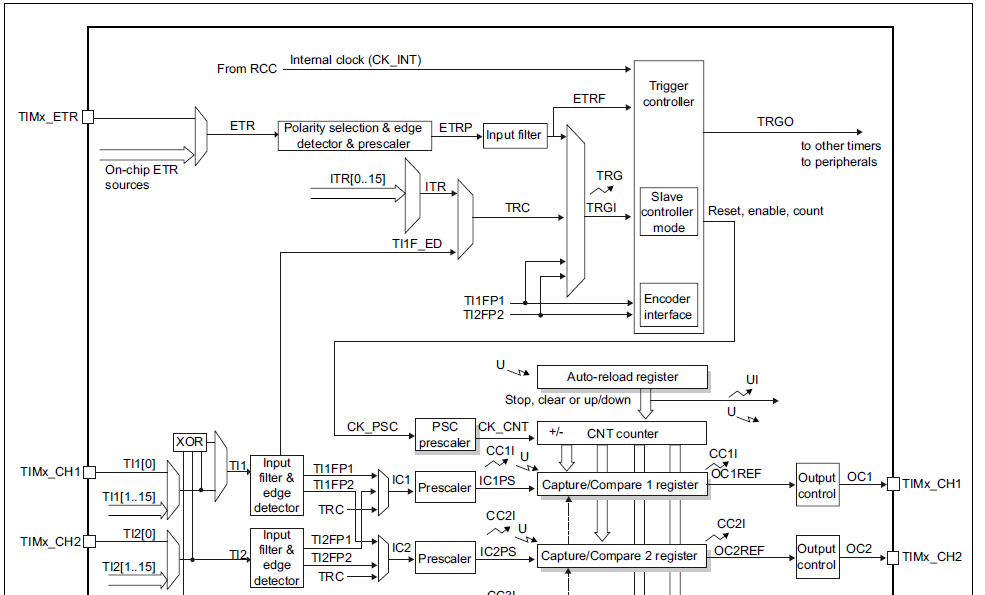 Internal clock (CK_INT)
From RCC
Trigger
controller
TIMx_ETR
ETRF
ETR
Polarity selection & edge
detector & prescaler
ETRP
Input filter
TRGO
to other timers
to peripherals
On-chip ETR
sources
ITR[0..15]
ITR
TRG
TRC
TRGI
Slave
controller
mode
Reset, enable, count
TI1F_ED
TI1FP1
TI2FP2
Encoder
interface
U
Auto-reload register
UI
Stop, clear or up/down
U
CK_PSC
PSC
prescaler
CK_CNT
+/-
CNT counter
XOR
TIMx_CH1
TI1[0]
TI1[1..15]
TI1
Input
filter &
edge
detector
TI1FP1
TI1FP2
TRC
IC1
Prescaler
CC1I
U
IC1PS
Capture/Compare 1 register
CC1I
OC1REF
Output
control
OC1
TIMx_CH1
TIMx_CH2
TI2[0]
TI2[1..15]
TI2
Input
filter &
edge
detector
TI2FP1
TI2FP2
TRC
IC2
Prescaler
CC2I
U
IC2PS
Capture/Compare 2 register
CC2I
OC2REF
Output
control
OC2
TIMx_CH2